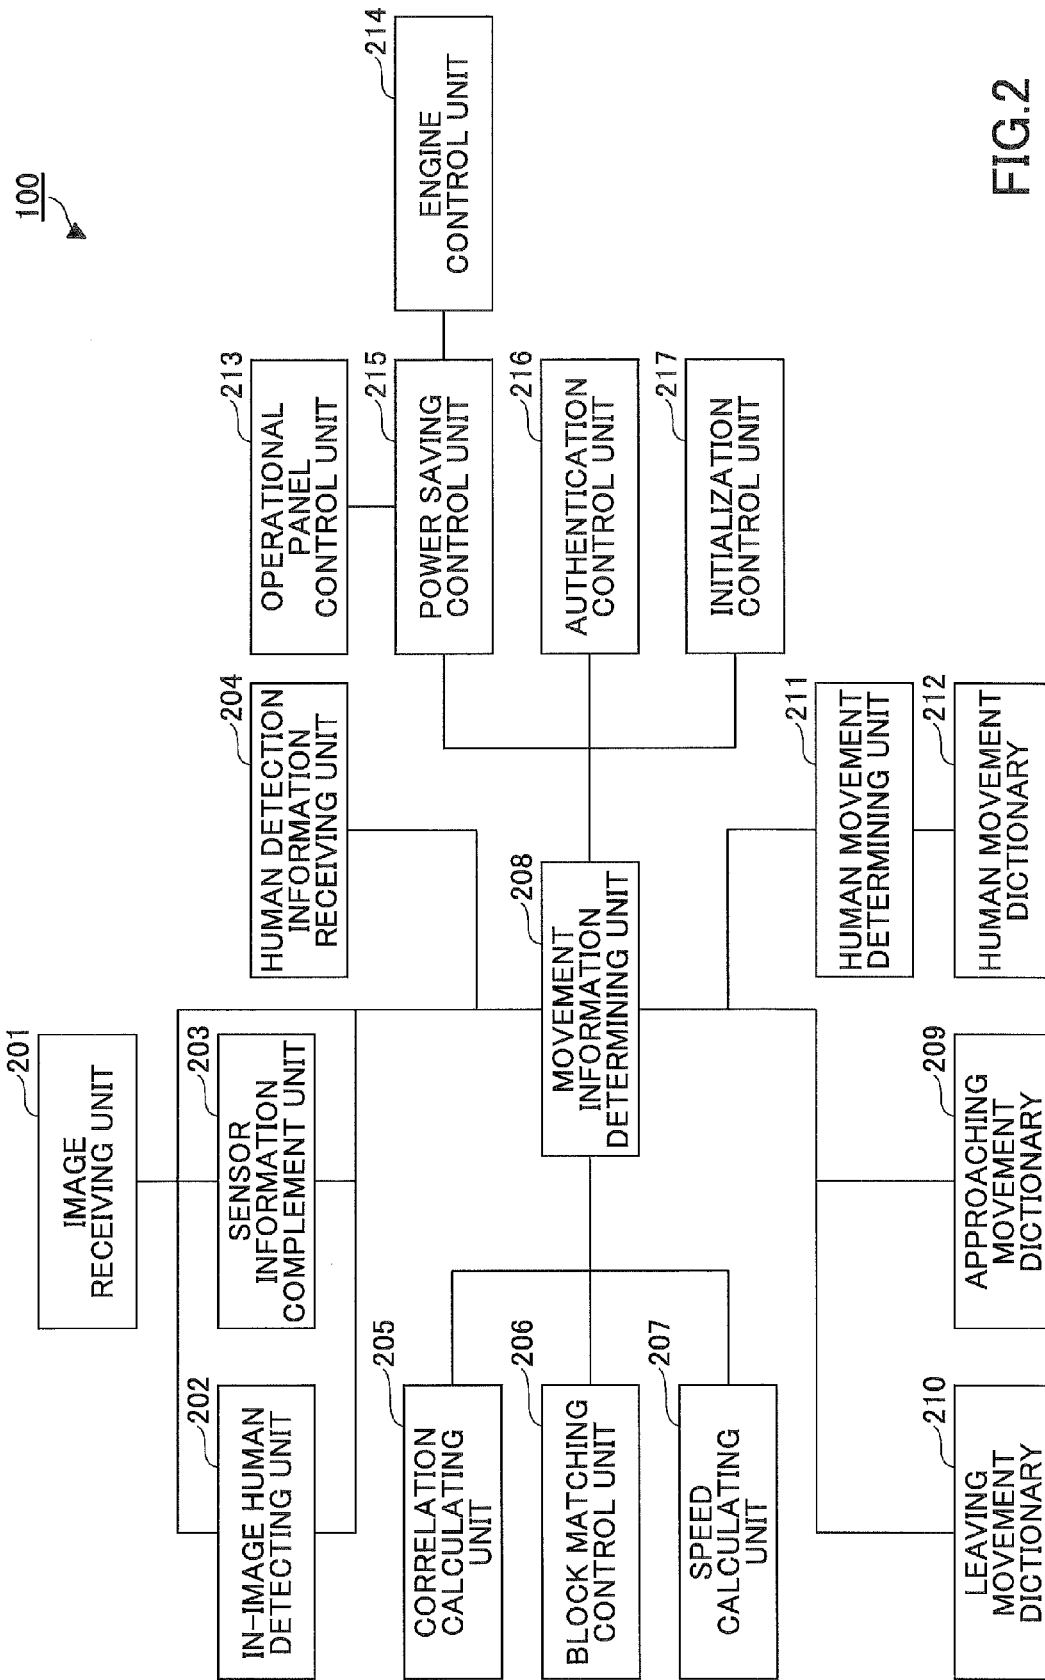 100
201
IMAGE
RECEIVING UNIT
202
IN-IMAGE HUMAN
DETECTING UNIT
203
SENSOR
INFORMATION
COMPLEMENT UNIT
204
HUMAN DETECTION
INFORMATION
RECEIVING UNIT
213
OPERATIONAL
PANEL
CONTROL UNIT
214
ENGINE
CONTROL UNIT
205
CORRELATION
CALCULATING
UNIT
215
POWER SAVING
CONTROL UNIT
206
BLOCK MATCHING
CONTROL UNIT
208
MOVEMENT
INFORMATION
DETERMINING UNIT
216
AUTHENTICATION
CONTROL UNIT
207
SPEED
CALCULATING
UNIT
217
INITIALIZATION
CONTROL UNIT
211
HUMAN MOVEMENT
DETERMINING UNIT
210
LEAVING
MOVEMENT
DICTIONARY
209
APPROACHING
MOVEMENT
DICTIONARY
212
HUMAN MOVEMENT
DICTIONARY
FIG.2